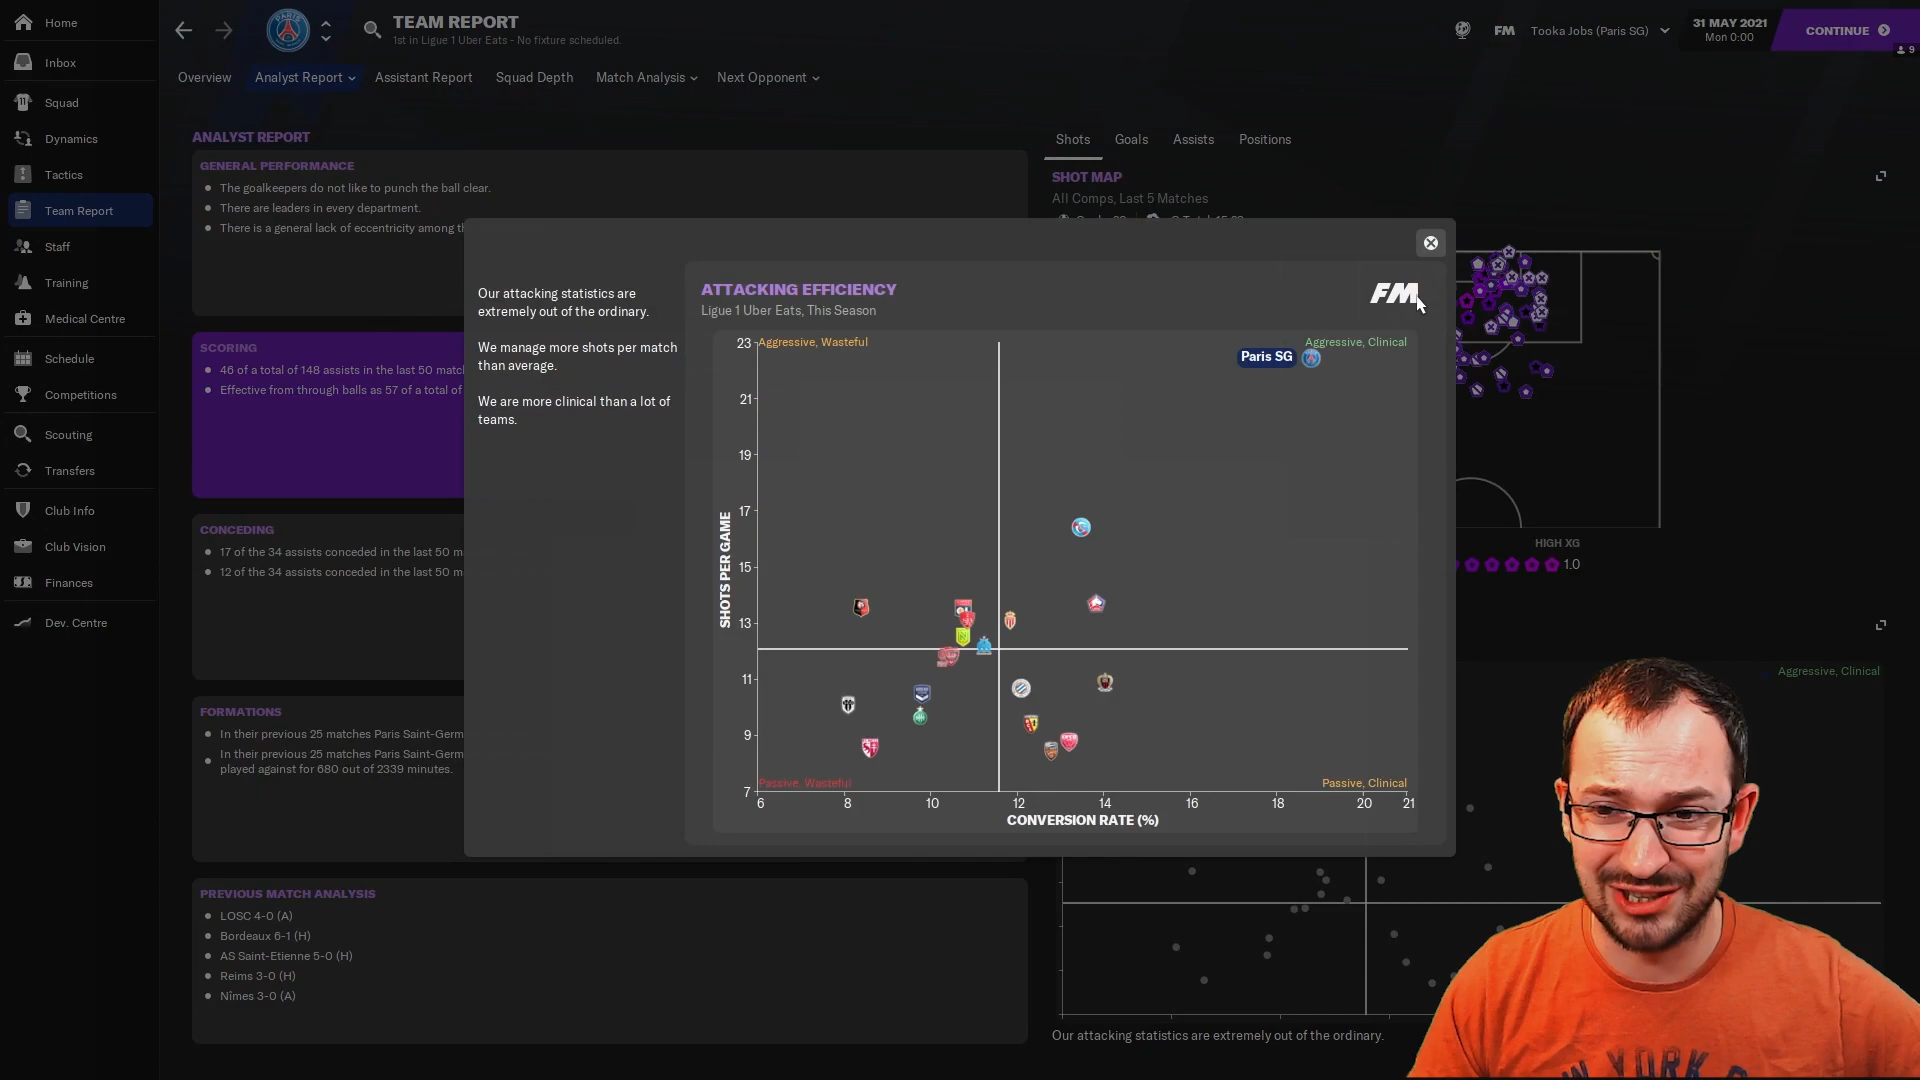 Home
Inbox
Squad
Dynamics
Tactics
Team Report
Staff
Training
Medical Centre
Schedule
Competitions
Scouting
Transfers
Club Info
Club Vision
Finances
Dev. Centre
TEAM REPORT
1st in Ligue 1 Uber Eats - No fixture scheduled.
FM
Tooka Jobs (Paris SG)
31 MAY 2021
Mon 0:00
CONTINUE
9
Overview
Analyst Report
Assistant Report
Squad Depth
Match Analysis
Next Opponent
ANALYST REPORT
GENERAL PERFORMANCE
The goalkeepers do not like to punch the ball clear.
There are leaders in every department.
There is a general lack of eccentricity among
SCORING
46 of a total of 148 assists in the last 50
Effective from through balls as 57 of a total of
CONCEDING
17 of the 34 assists conceded in the last 50
12 of the 34 assists conceded in the last 50
FORMATIONS
In their previous 25 matches Paris
In their previous 25 matches Paris
played against for 680 out of 2339 minutes.
PREVIOUS MATCH ANALYSIS
LOSC 4-0 (A)
Bordeaux 6-1 (H)
AS Saint-Etienne 5-0 (H)
Reims 3-0 (H)
Nîmes 3-0 (A)
Shots
Goals
Assists
Positions
SHOT MAP
All Comps, Last 5 Matches
HIGH XG
1.0
Aggressive, Clinical
Our attacking statistics are extremely out of the ordinary.
Our attacking statistics are
extremely out of the ordinary.
We manage more shots per match
than average.
We are more clinical than a lot of
teams.
ATTACKING EFFICIENCY
Ligue 1 Uber Eats, This Season
FM
Aggressive, Wasteful
Aggressive, Clinical
Paris SG
23
21
19
17
15
13
11
9
7
SHOTS PER GAME
Passive, Wasteful
Passive, Clinical
6
8
10
12
14
16
18
20
21
CONVERSION RATE (%)
YORK